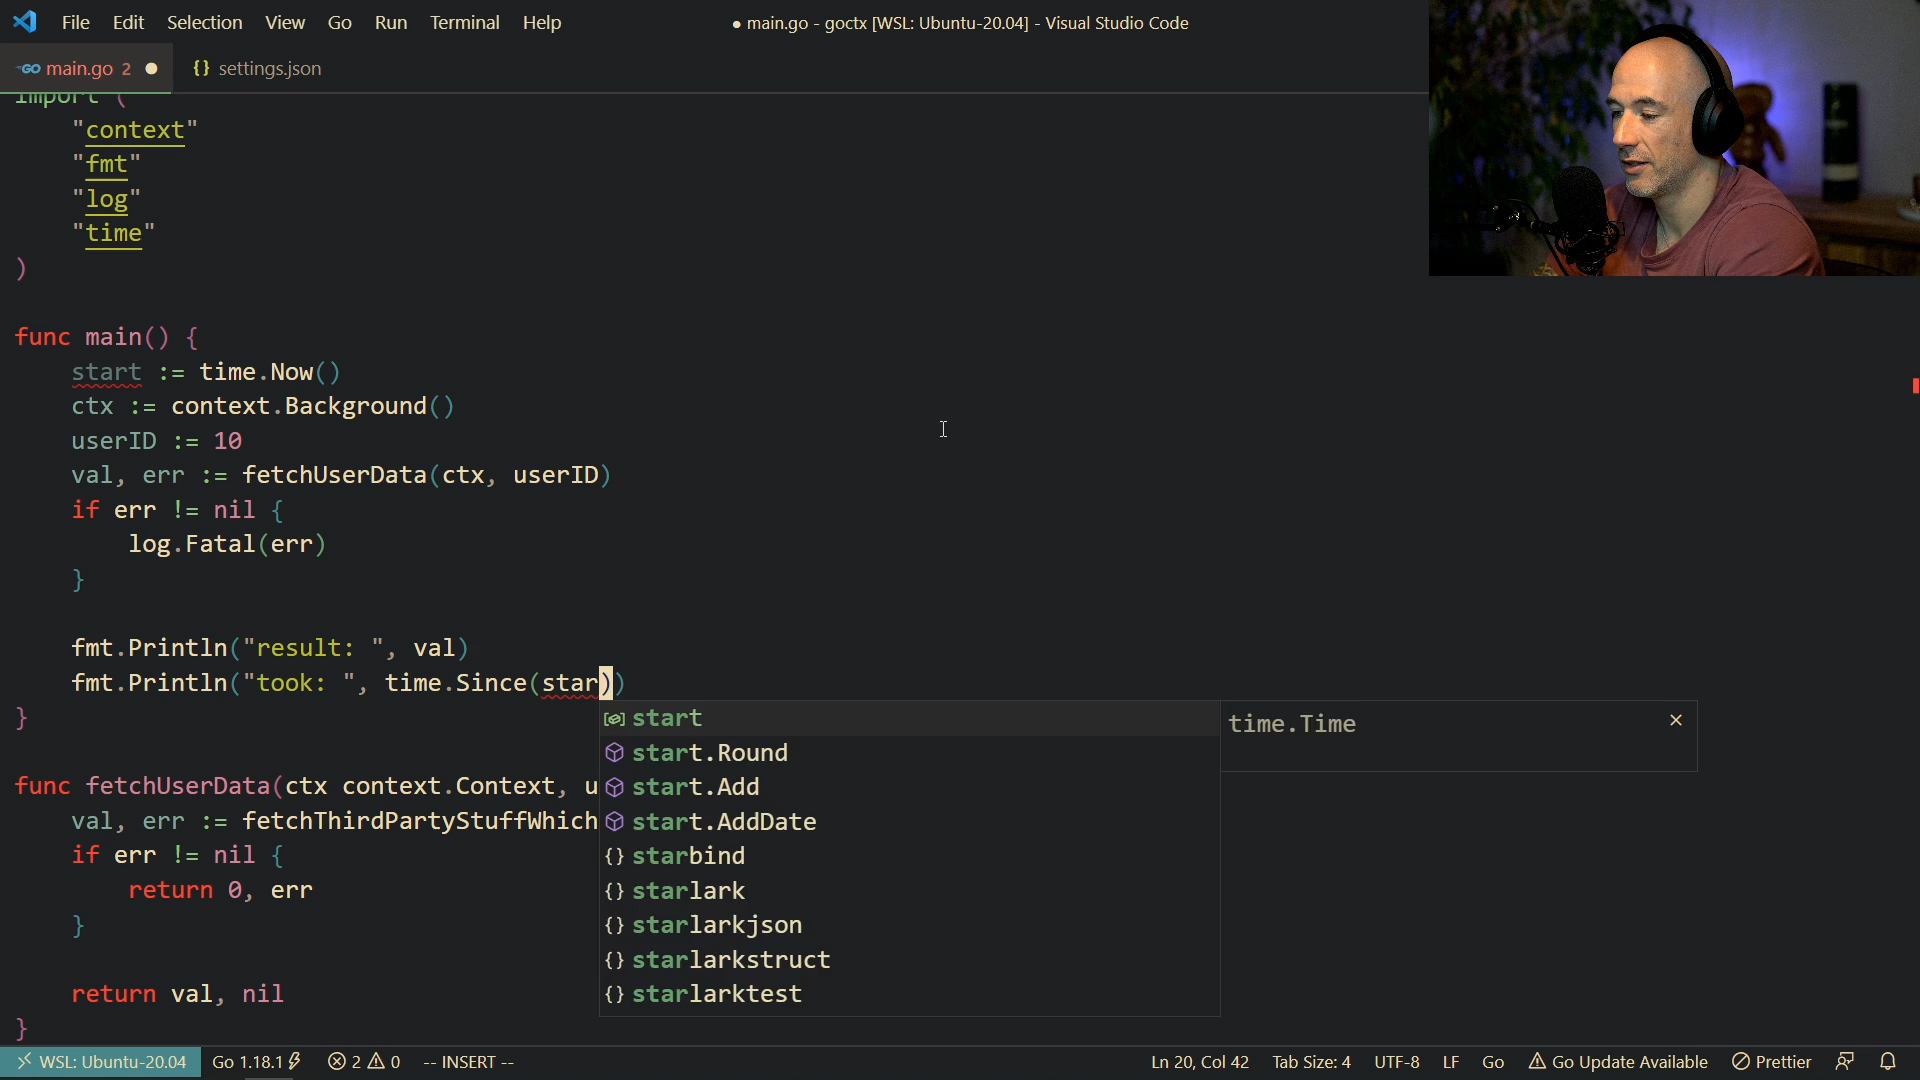 File Edit Selection View Go Run Terminal Help ● main.go - goctx [WSL: Ubuntu-20.04] - Visual Studio Code
GO main.go 2 ● {} settings.json
import (
"context"
"fmt"
"log"
"time"
)
func main() {
start := time.Now()
ctx := context.Background()
userID := 10
val, err := fetchUserData(ctx, userID)
if err != nil {
log.Fatal(err)
}
fmt.Println("result: ", val)
fmt.Println("took: ", time.Since(star))
}
start
time.Time
start.Round
start.Add
start.AddDate
{} starbind
{} starlark
{} starlarkjson
{} starlarkstruct
{} starlarktest
func fetchUserData(ctx context.Context, u
val, err := fetchThirdPartyStuffWhich
if err != nil {
return 0, err
}
return val, nil
}
WSL: Ubuntu-20.04 Go 1.18.1 2 0 -- INSERT -- Ln 20, Col 42 Tab Size: 4 UTF-8 LF Go Go Update Available Prettier